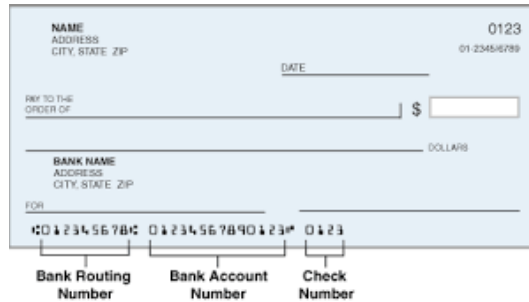 NAME
ADDRESS
CITY, STATE ZIP
0123
01-2345/6789
DATE
PAY TO THE
ORDER OF
$
DOLLARS
BANK NAME
ADDRESS
CITY, STATE ZIP
FOR
⑆012345678⑆ 01234567890123⑈ 0123
Bank Routing Number
Bank Account Number
Check Number